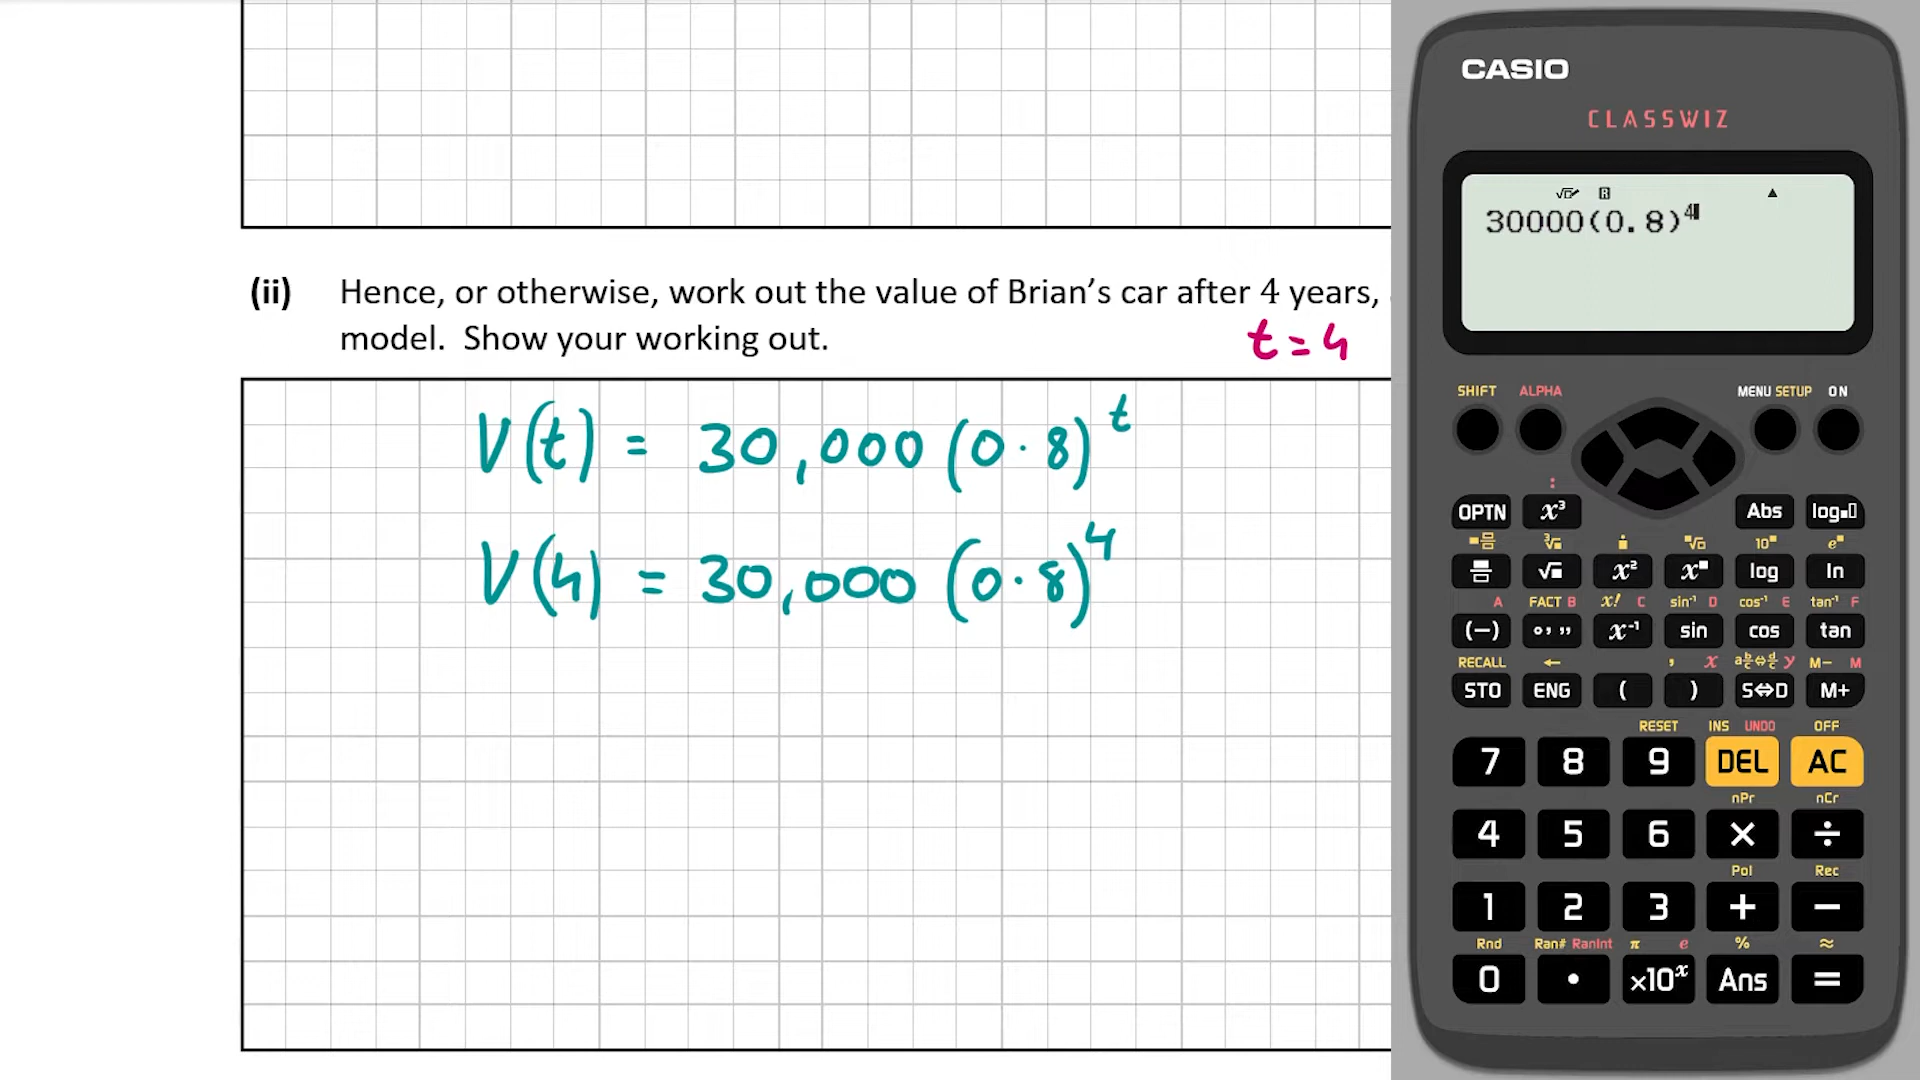 (ii) Hence, or otherwise, work out the value of Brian's car after 4 years,
model. Show your working out.
t = 4
V(t) = 30,000 (0·8)^t
V(4) = 30,000 (0·8)^4
CASIO
CLASSWIZ
√□ R ▲
30000(0.8)^4
SHIFT ALPHA MENU SETUP ON
:
OPTN x³ Abs log■□
■□/□ ³√□ ■√□ 10■ e■
√■ x² x■ log ln
A FACT B x! C sin⁻¹ D cos⁻¹ E tan⁻¹ F
(−) °’” x⁻¹ sin cos tan
RECALL ← , x a b/c⇔d/c y M− M
STO ENG ( ) S⇔D M+
RESET INS UNDO OFF
7 8 9 DEL AC
nPr nCr
4 5 6 × ÷
Pol Rec
1 2 3 + −
Rnd Ran# RanInt π e % ≈
0 • ×10ˣ Ans =